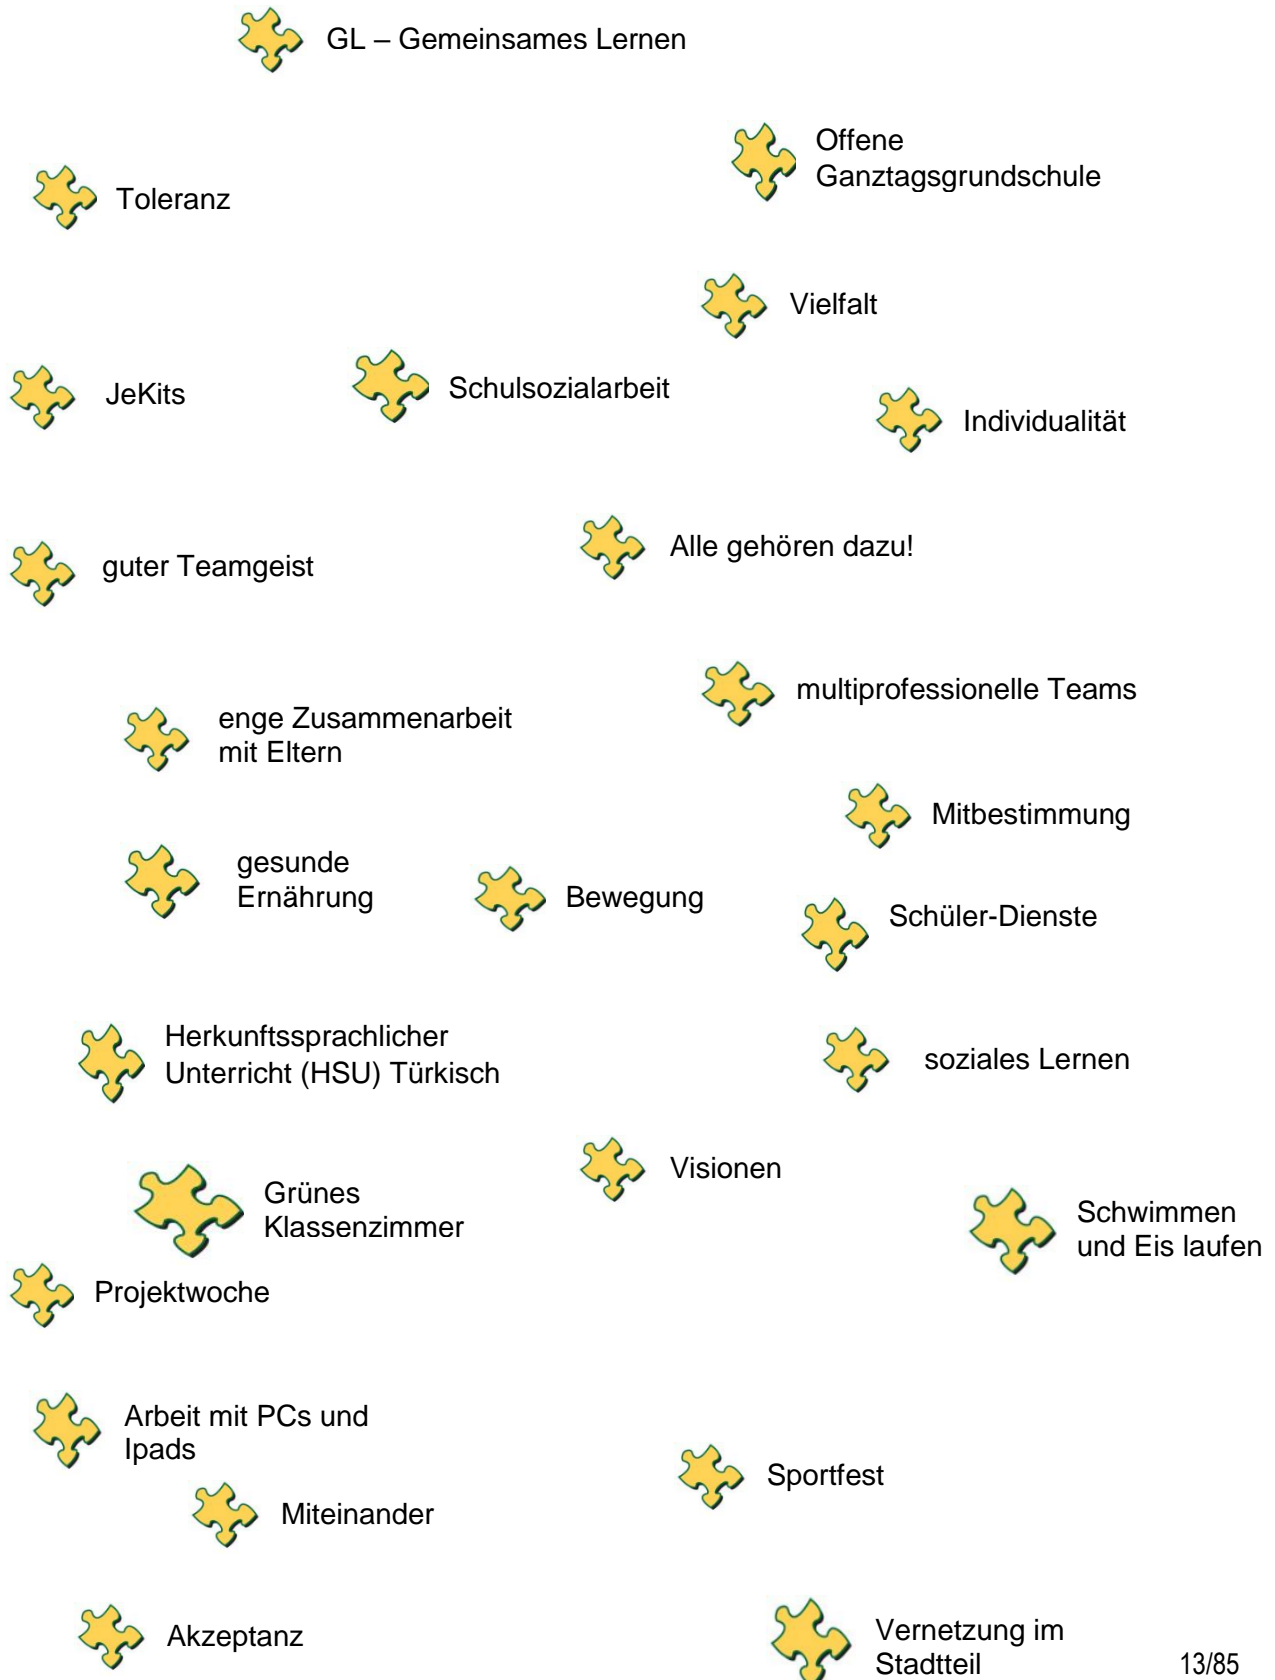 GL – Gemeinsames Lernen
Offene
Ganztagsgrundschule
Toleranz
Vielfalt
JeKits
Schulsozialarbeit
Individualität
guter Teamgeist
Alle gehören dazu!
multiprofessionelle Teams
enge Zusammenarbeit
mit Eltern
Mitbestimmung
gesunde
Ernährung
Bewegung
Schüler-Dienste
Herkunftssprachlicher
Unterricht (HSU) Türkisch
soziales Lernen
Visionen
Grünes
Klassenzimmer
Schwimmen
und Eis laufen
Projektwoche
Arbeit mit PCs und
Ipads
Sportfest
Miteinander
Akzeptanz
Vernetzung im
Stadtteil
13/85